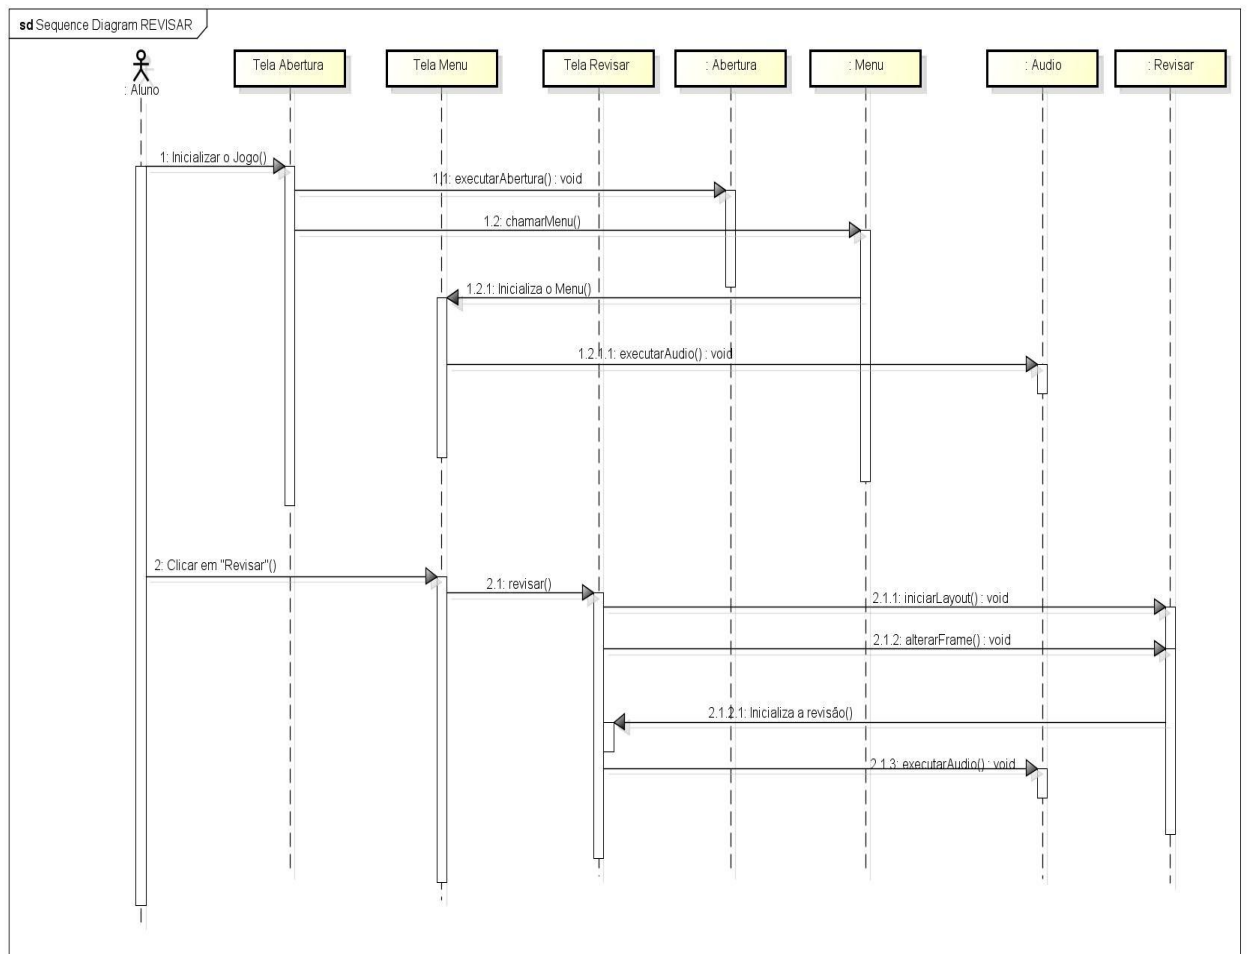 sd Sequence Diagram REVISAR
: Aluno
Tela Abertura
Tela Menu
Tela Revisar
: Abertura
: Menu
: Audio
: Revisar
1: Inicializar o Jogo()
1.1: executarAbertura() : void
1.2: chamarMenu()
1.2.1: Inicializa o Menu()
1.2.1.1: executarAudio() : void
2: Clicar em "Revisar"()
2.1: revisar()
2.1.1: iniciarLayout() : void
2.1.2: alterarFrame() : void
2.1.2.1: Inicializa a revisão()
2.1.3: executarAudio() : void